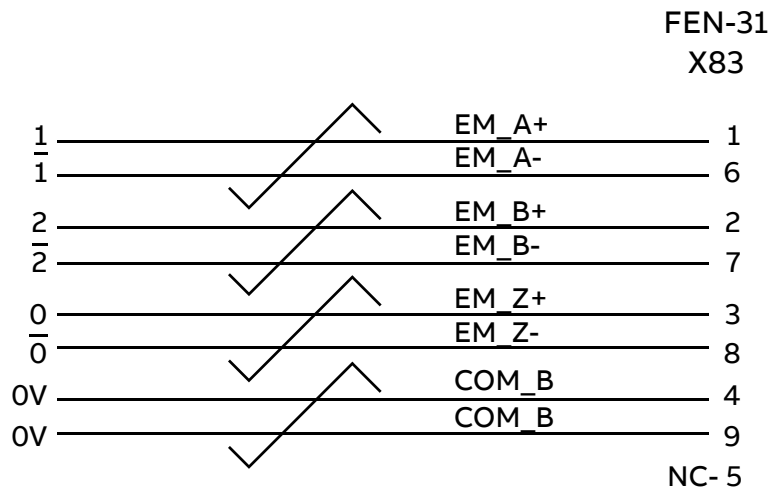 FEN-31
X83
1 EM_A+ 1
1̅ EM_A- 6
2 EM_B+ 2
2̅ EM_B- 7
0 EM_Z+ 3
0̅ EM_Z- 8
0V COM_B 4
0V COM_B 9
NC- 5